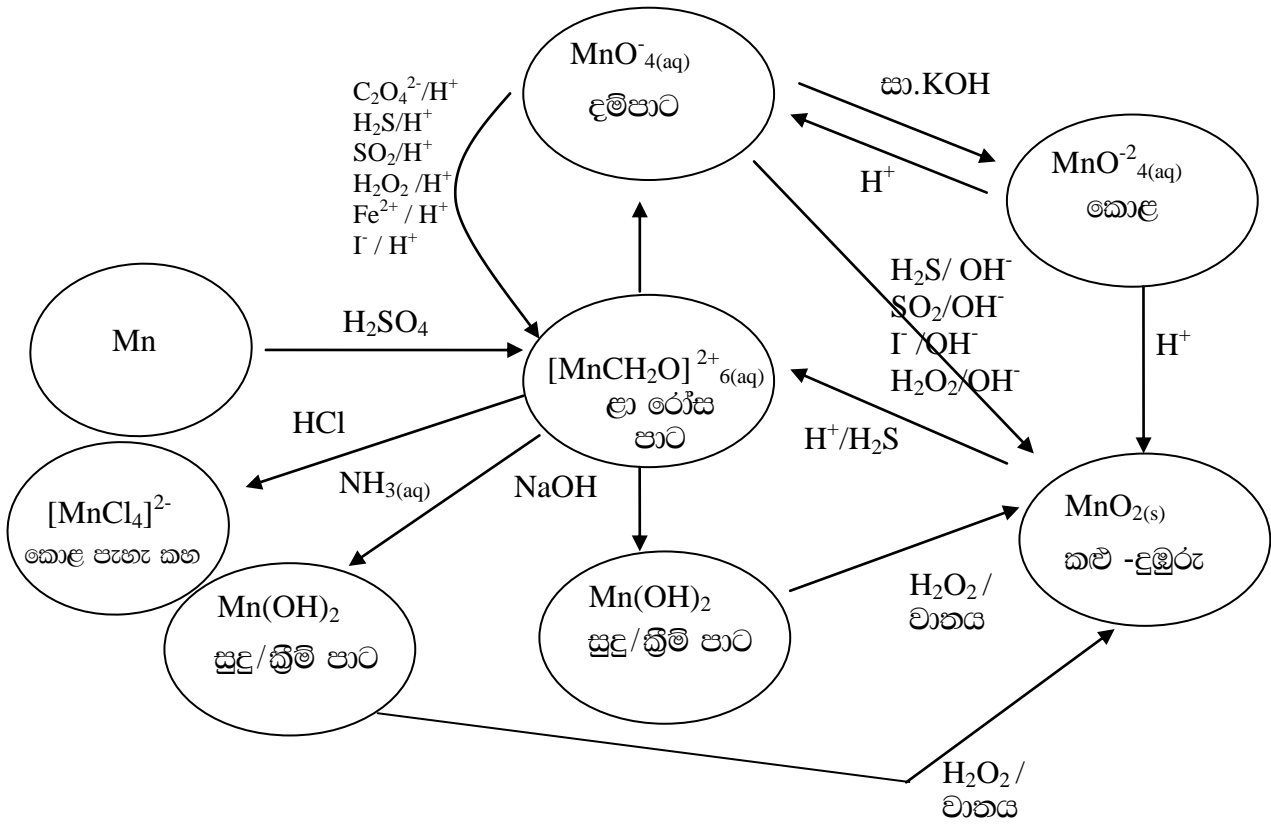 MnO⁻₄₍aq₎
දම්පාට
C₂O₄²⁻/H⁺
H₂S/H⁺
SO₂/H⁺
H₂O₂ /H⁺
Fe²⁺ / H⁺
I⁻ / H⁺
සා.KOH
H⁺
MnO⁻²₄₍aq₎
කොළ
H₂S/ OH⁻
SO₂/OH⁻
I⁻ /OH⁻
H₂O₂/OH⁻
H⁺
Mn
H₂SO₄
[MnCH₂O] ²⁺₆₍aq₎
ළා රෝස
පාට
H⁺/H₂S
HCl
NH₃₍aq₎
NaOH
[MnCl₄]²⁻
කොළ පැහැ කහ
MnO₂₍s₎
කළු -දුඹුරු
Mn(OH)₂
සුදු/ක්‍රීම් පාට
Mn(OH)₂
සුදු/ක්‍රීම් පාට
H₂O₂ /
වාතය
H₂O₂ /
වාතය